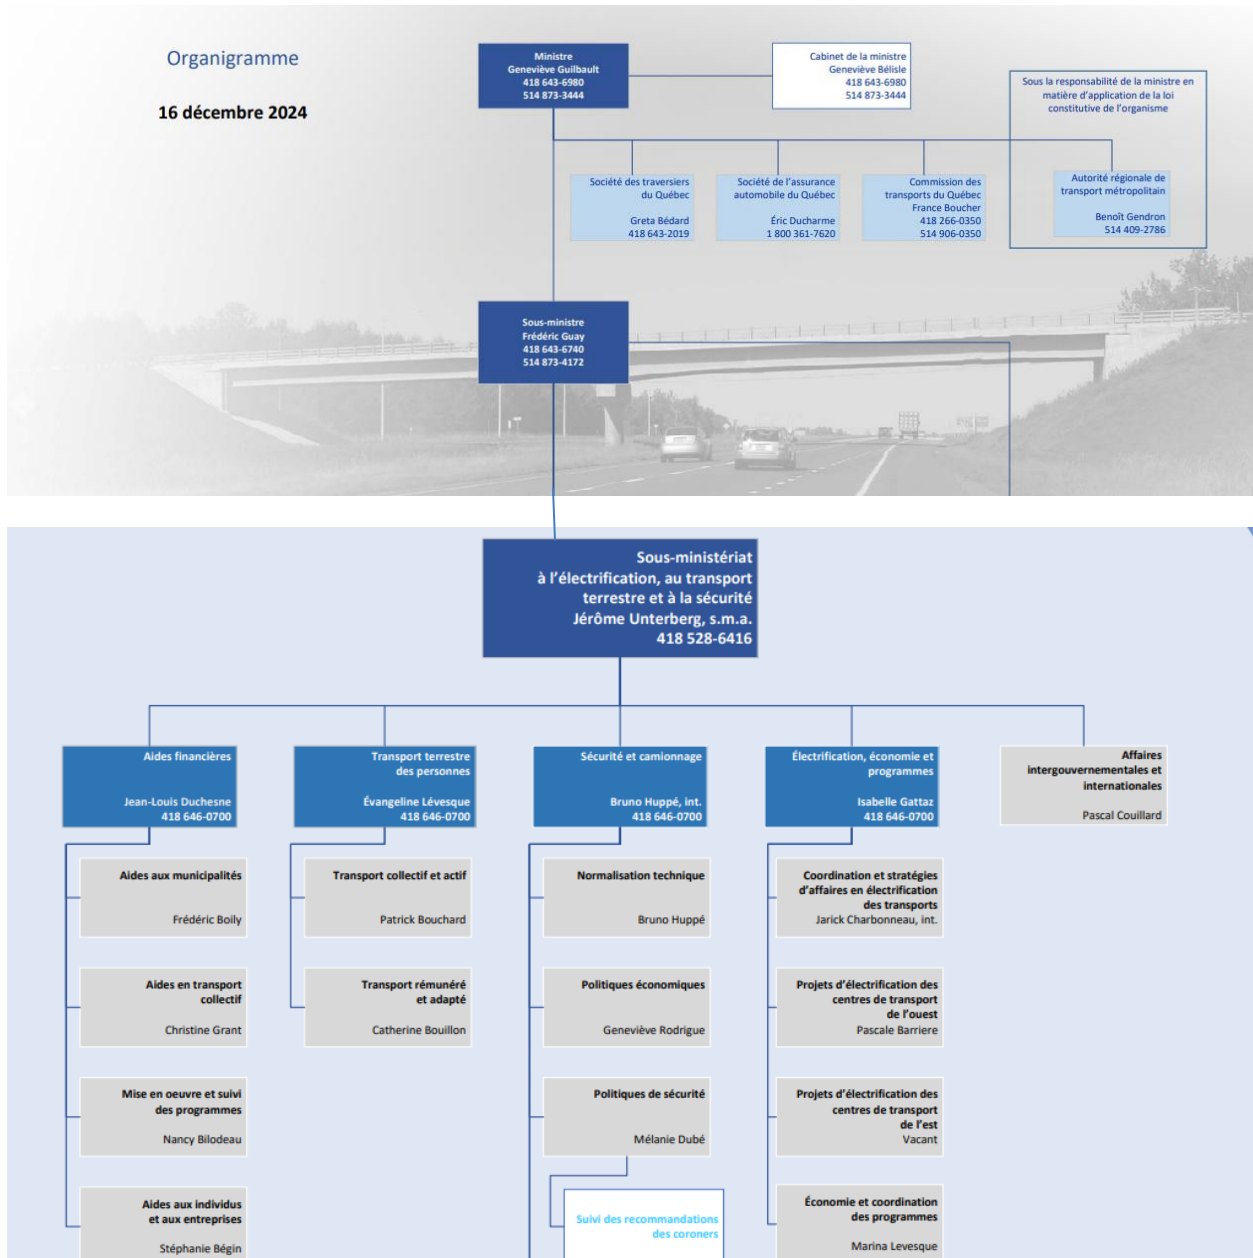 Organigramme
16 décembre 2024
Ministre
Geneviève Guilbault
418 643-6980
514 873-3444
Cabinet de la ministre
Geneviève Bélisle
418 643-6980
514 873-3444
Sous la responsabilité de la ministre en
matière d'application de la loi
constitutive de l'organisme
Société des traversiers
du Québec
Greta Bédard
418 643-2019
Société de l'assurance
automobile du Québec
Éric Ducharme
1 800 361-7620
Commission des
transports du Québec
France Boucher
418 266-0350
514 906-0350
Autorité régionale de
transport métropolitain
Benoît Gendron
514 409-2786
Sous-ministre
Frédéric Guay
418 643-6740
514 873-4172
Sous-ministériat
à l'électrification, au transport
terrestre et à la sécurité
Jérôme Unterberg, s.m.a.
418 528-6416
Aides financières
Jean-Louis Duchesne
418 646-0700
Transport terrestre
des personnes
Évangeline Lévesque
418 646-0700
Sécurité et camionnage
Bruno Huppé, int.
418 646-0700
Électrification, économie et
programmes
Isabelle Gattaz
418 646-0700
Affaires
intergouvernementales et
internationales
Pascal Couillard
Aides aux municipalités
Frédéric Boily
Transport collectif et actif
Patrick Bouchard
Normalisation technique
Bruno Huppé
Coordination et stratégies
d'affaires en électrification
des transports
Jarick Charbonneau, int.
Aides en transport
collectif
Christine Grant
Transport rémunéré
et adapté
Catherine Bouillon
Politiques économiques
Geneviève Rodrigue
Projets d'électrification des
centres de transport
de l'ouest
Pascale Barriere
Mise en oeuvre et suivi
des programmes
Nancy Bilodeau
Politiques de sécurité
Mélanie Dubé
Projets d'électrification des
centres de transport
de l'est
Vacant
Aides aux individus
et aux entreprises
Stéphanie Bégin
Suivi des recommandations
des coroners
Économie et coordination
des programmes
Marina Levesque